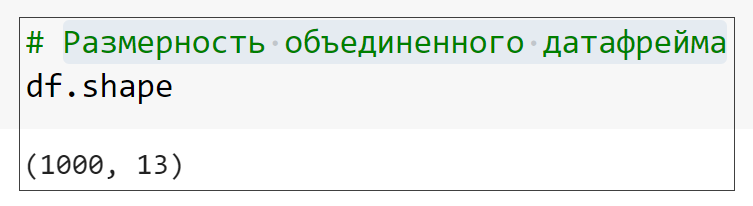 # Размерность объединенного датафрейма
df.shape
(1000, 13)